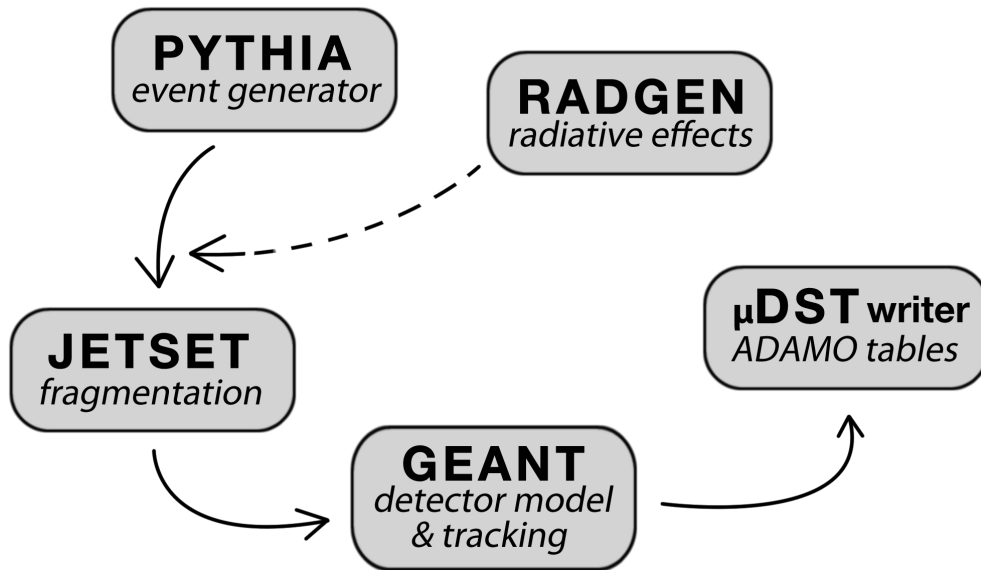 PYTHIA
event generator
RADGEN
radiative effects
JETSET
fragmentation
µDST writer
ADAMO tables
GEANT
detector model
& tracking